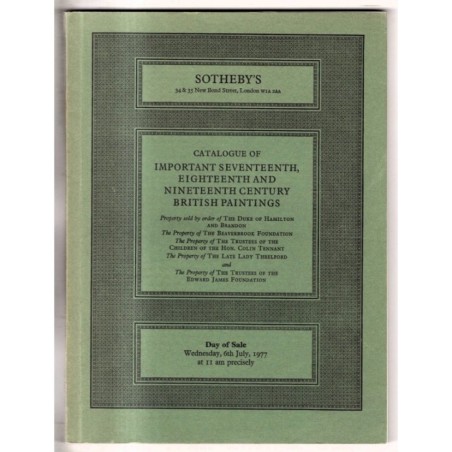 SOTHEBY'S
34 & 35 New Bond Street, London W1A 2AA
CATALOGUE OF
IMPORTANT SEVENTEENTH,
EIGHTEENTH AND
NINETEENTH CENTURY
BRITISH PAINTINGS
Property sold by order of THE DUKE OF HAMILTON
AND BRANDON
The Property of THE BEAVERBROOK FOUNDATION
The Property of THE TRUSTEES OF THE
CHILDREN OF THE HON. COLIN TENNANT
The Property of THE LATE LADY THELFORD
and
The Property of THE TRUSTEES OF THE
EDWARD JAMES FOUNDATION
Day of Sale
Wednesday, 6th July, 1977
at 11 am precisely